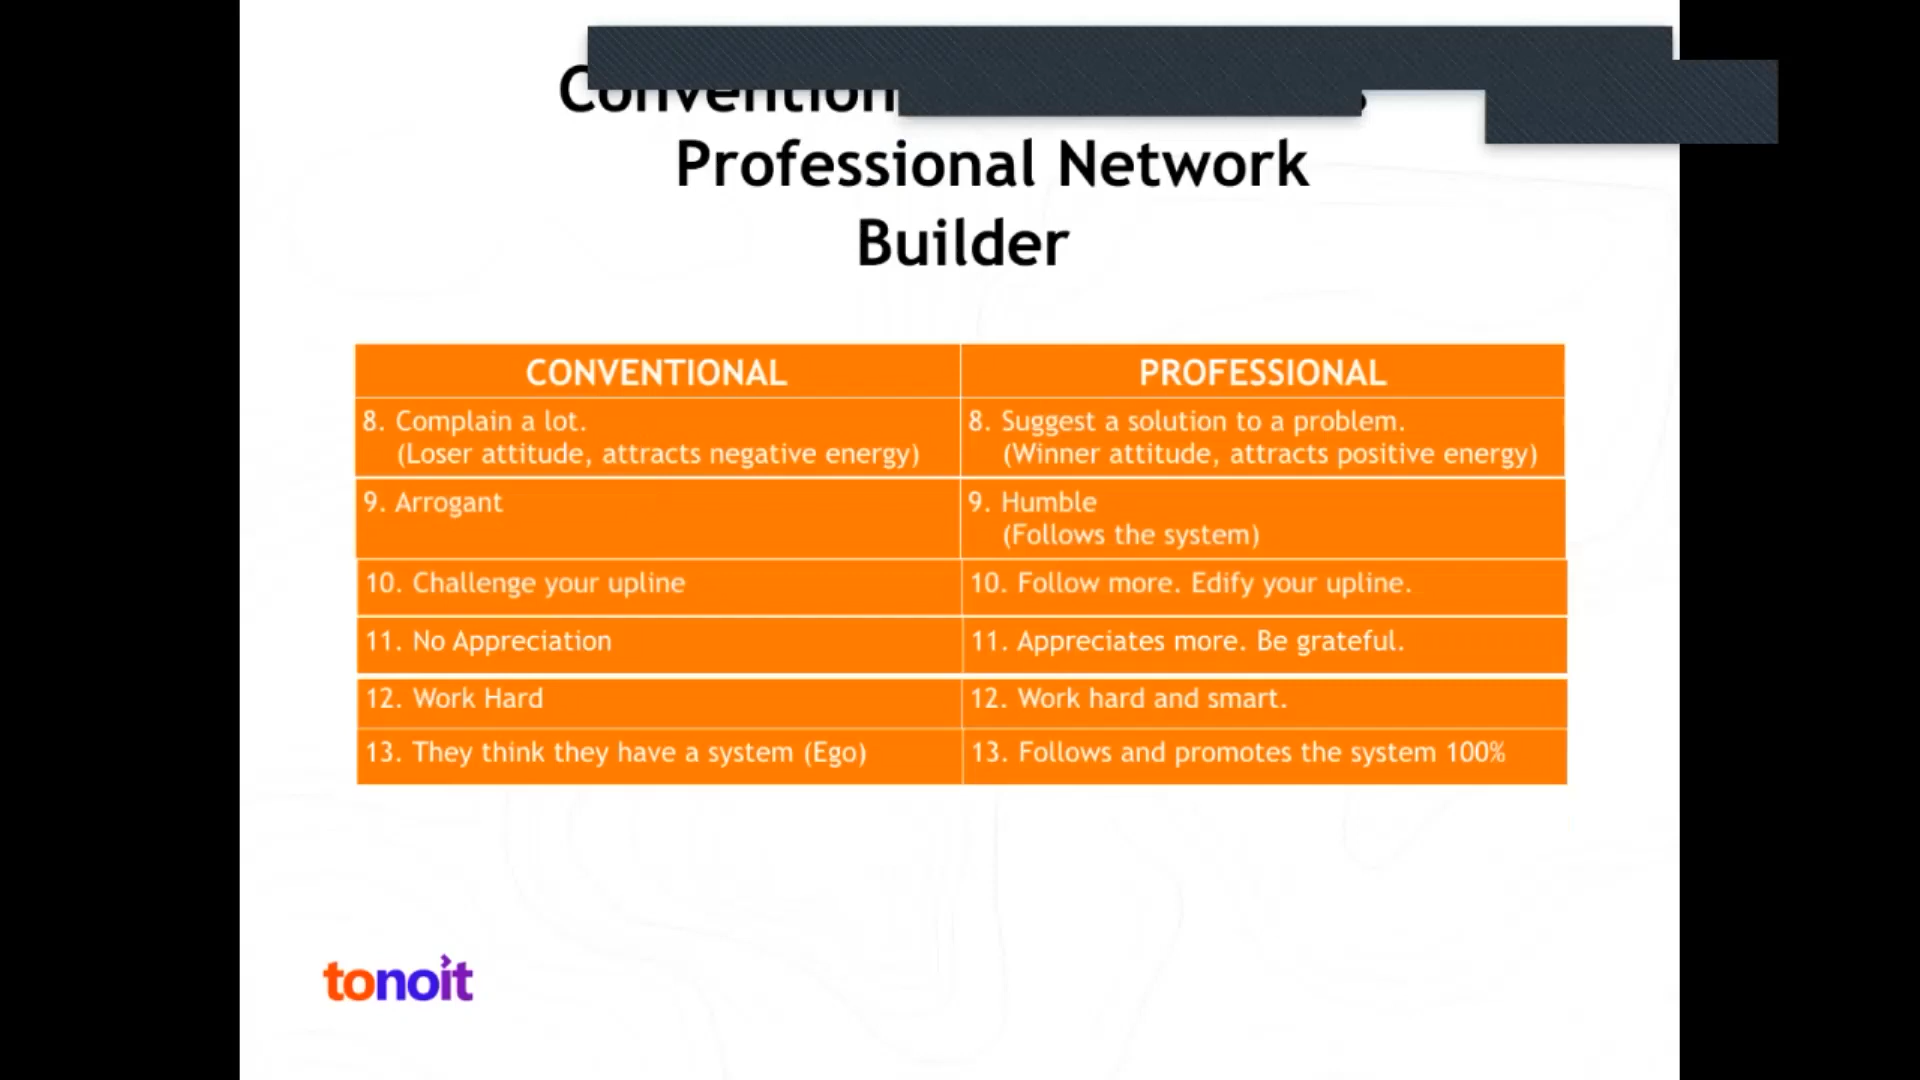 Convention
Professional Network
Builder
CONVENTIONAL
PROFESSIONAL
8. Complain a lot.
(Loser attitude, attracts negative energy)
8. Suggest a solution to a problem.
(Winner attitude, attracts positive energy)
9. Arrogant
9. Humble
(Follows the system)
10. Challenge your upline
10. Follow more. Edify your upline.
11. No Appreciation
11. Appreciates more. Be grateful.
12. Work Hard
12. Work hard and smart.
13. They think they have a system (Ego)
13. Follows and promotes the system 100%
tonoit